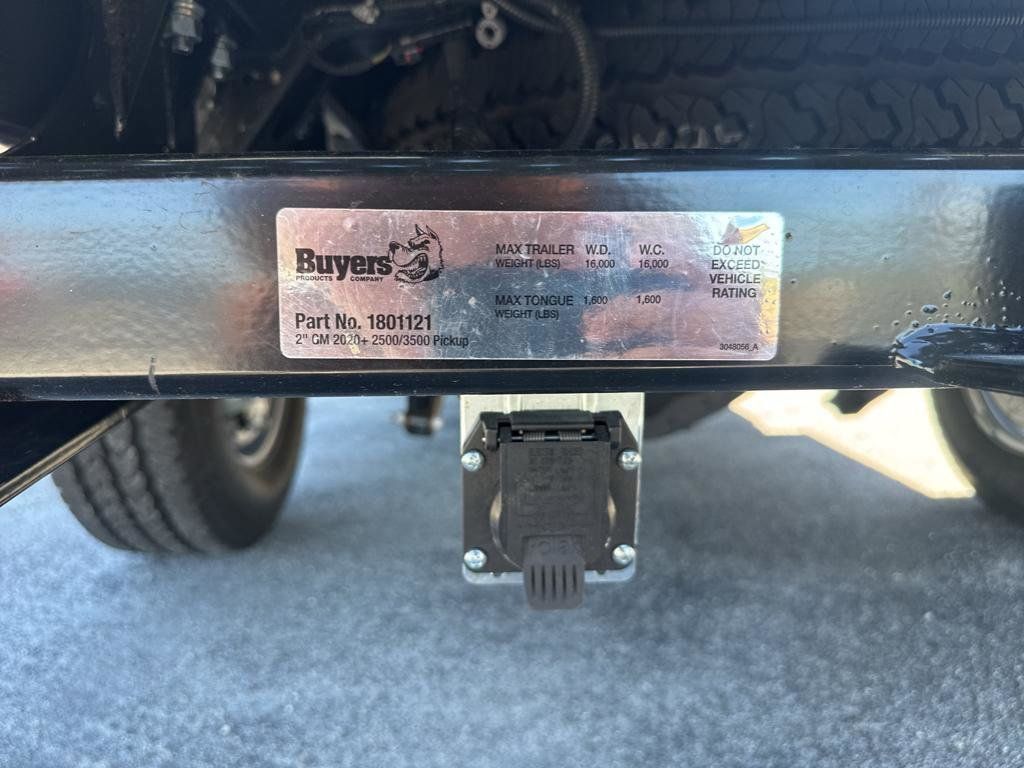 Buyers
PRODUCTS COMPANY
Part No. 1801121
2" GM 2020+ 2500/3500 Pickup
MAX TRAILER W.D. W.C.
WEIGHT (LBS) 16,000 16,000
MAX TONGUE 1,600 1,600
WEIGHT (LBS)
DO NOT
EXCEED
VEHICLE
RATING
3048056_A